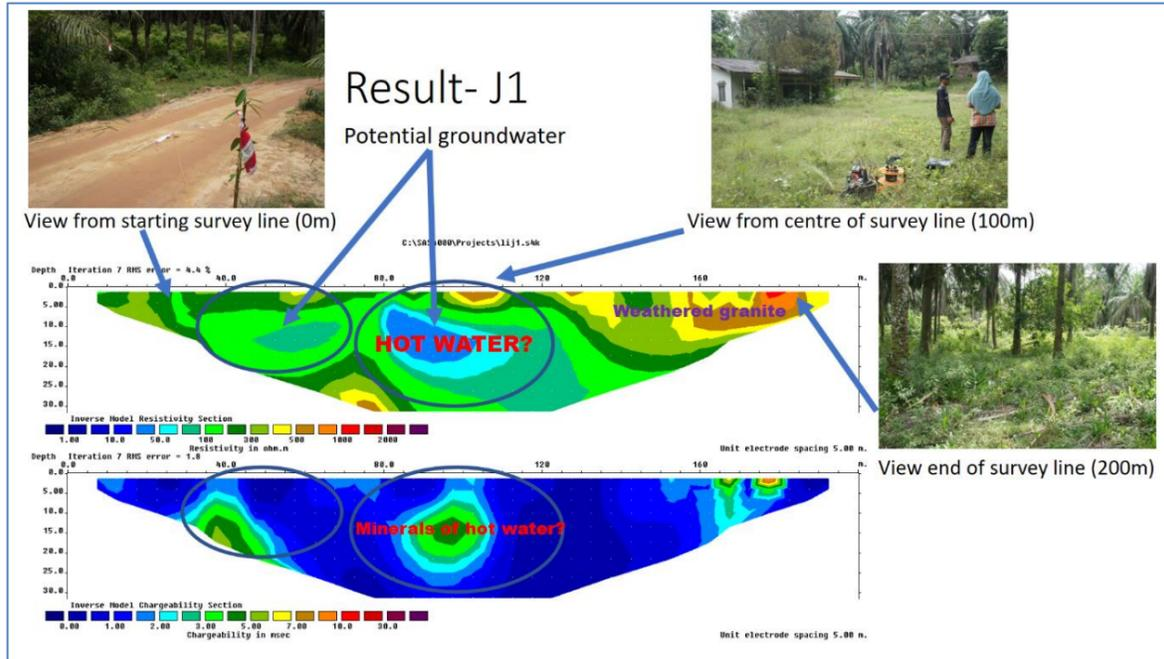 Result- J1
Potential groundwater
View from starting survey line (0m)
View from centre of survey line (100m)
Depth Iteration 7 RMS error = 4.4 %
0.0 40.0 80.0 120 160 m.
0.0
5.00
10.0
15.0
20.0
25.0
30.0
Weathered granite
HOT WATER?
Inverse Model Resistivity Section
1.00 10.0 50.0 100 300 500 1000 2000
Resistivity in ohm.m
Unit electrode spacing 5.00 m.
View end of survey line (200m)
Depth Iteration 7 RMS error = 1.8
0.0 40.0 80.0 120 160 m.
0.0
5.00
10.0
15.0
20.0
25.0
30.0
Minerals of hot water?
Inverse Model Chargeability Section
0.00 1.00 2.00 3.00 5.00 7.00 10.0 30.0
Chargeability in msec
Unit electrode spacing 5.00 m.